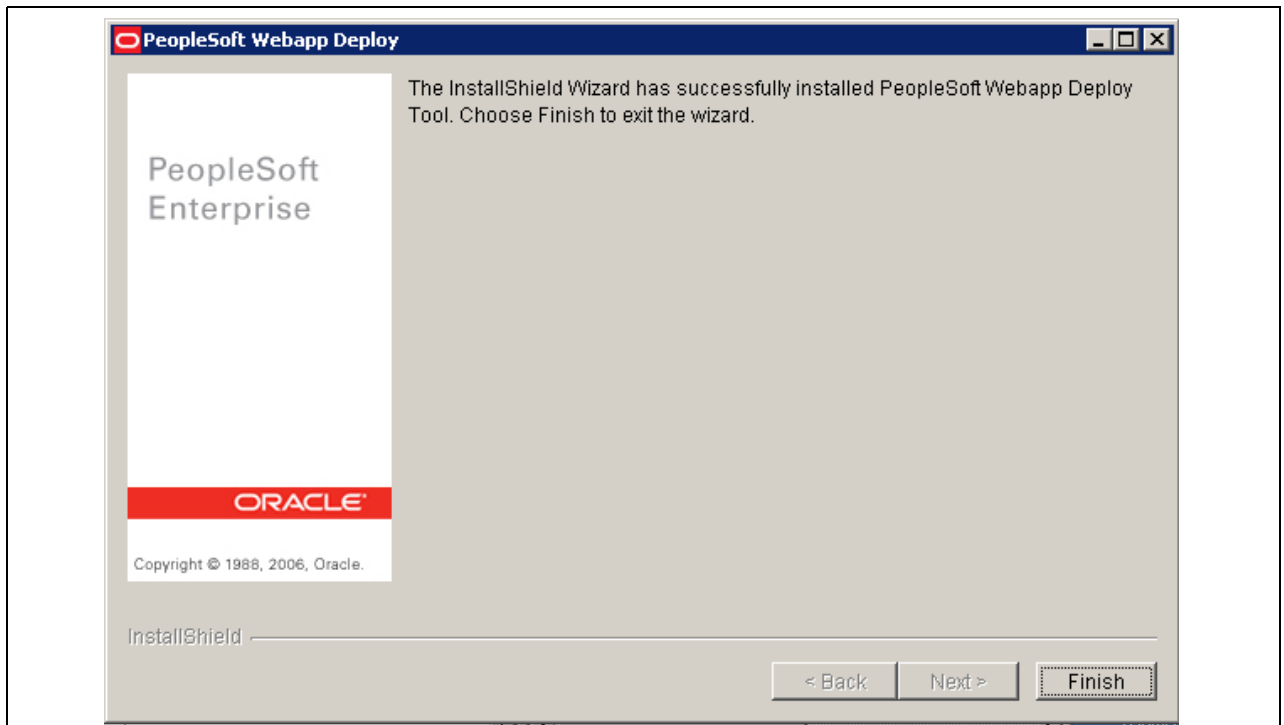 PeopleSoft Webapp Deploy
The InstallShield Wizard has successfully installed PeopleSoft Webapp Deploy
Tool. Choose Finish to exit the wizard.
PeopleSoft
Enterprise
ORACLE
Copyright © 1988, 2006, Oracle.
InstallShield
< Back
Next >
Finish